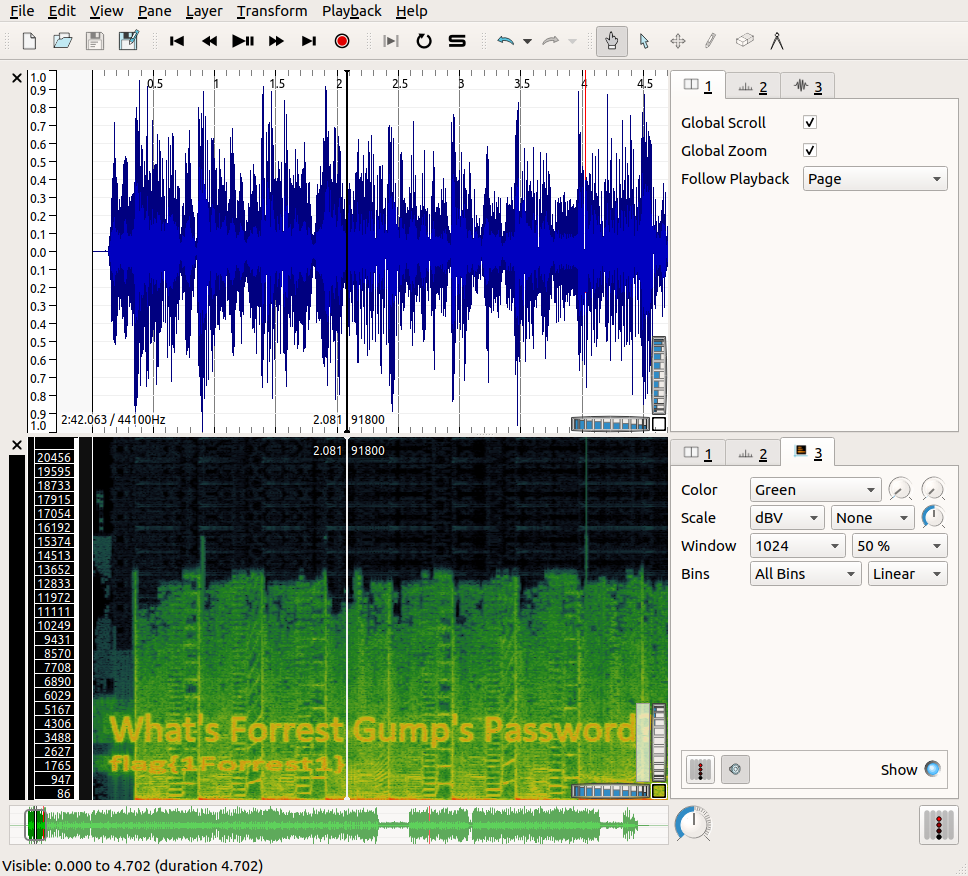 File Edit View Pane Layer Transform Playback Help
1.0
0.9
0.8
0.7
0.6
0.5
0.4
0.3
0.2
0.1
0.0
0.1
0.2
0.3
0.4
0.5
0.6
0.7
0.8
0.9
1.0
0.5 1 1.5 2 2.5 3 3.5 4 4.5
2:42.063 / 44100Hz 2.081 91800
1 2 3
Global Scroll
Global Zoom
Follow Playback Page
2.081 91800
20456
19595
18733
17915
17054
16192
15374
14513
13652
12833
11972
11111
10249
9431
8570
7708
6890
6029
5167
4306
3488
2627
1765
947
86
What's Forrest Gump's Password
flag{1Forrest1}
1 2 3
Color Green
Scale dBV None
Window 1024 50 %
Bins All Bins Linear
Show
Visible: 0.000 to 4.702 (duration 4.702)